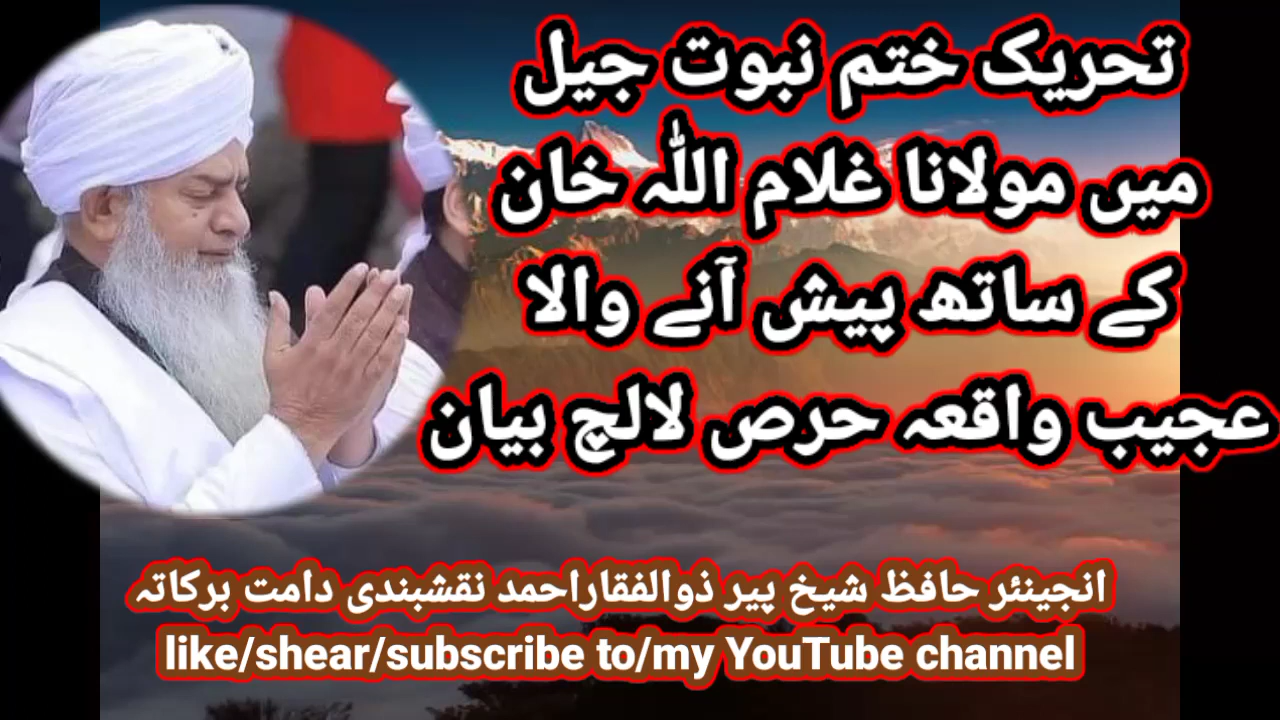 تحریک ختم نبوت جیل
میں مولانا غلام اللہ خان
کے ساتھ پیش آنے والا
عجیب واقعہ حرص لالچ بیان
انجینئر حافظ شیخ پیر ذوالفقاراحمد نقشبندی دامت برکاتہ
like/shear/subscribe to/my YouTube channel